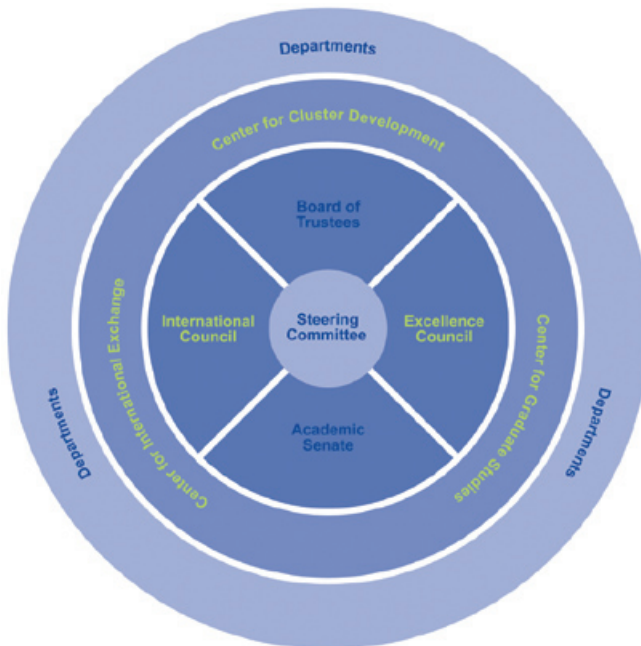 Departments
Center for Cluster Development
Board of
Trustees
Center for International Exchange
International
Council
Steering
Committee
Excellence
Council
Center for Graduate Studies
Academic
Senate
Departments
Departments